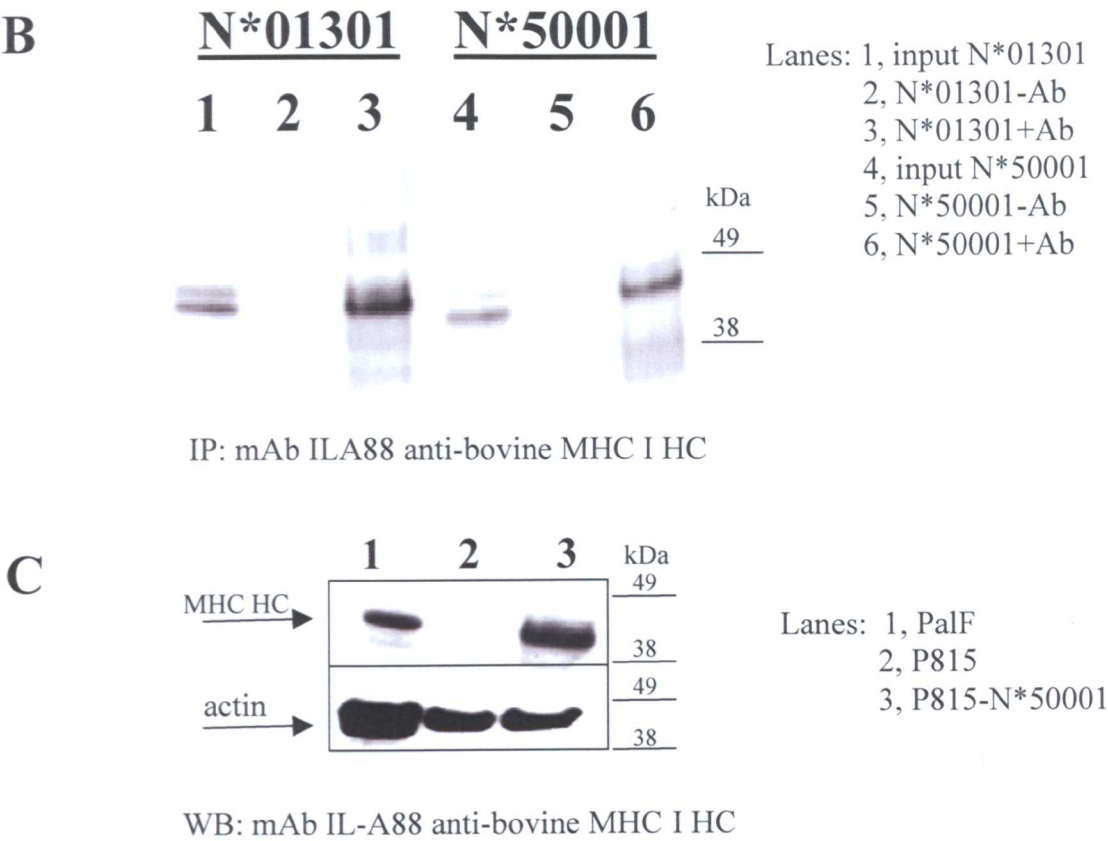 B
N*01301 N*50001
1 2 3 4 5 6
Lanes: 1, input N*01301
2, N*01301-Ab
3, N*01301+Ab
4, input N*50001
5, N*50001-Ab
6, N*50001+Ab
kDa
49
38
IP: mAb ILA88 anti-bovine MHC I HC
C
1 2 3
kDa
49
MHC HC
38
49
actin
38
Lanes: 1, PalF
2, P815
3, P815-N*50001
WB: mAb IL-A88 anti-bovine MHC I HC